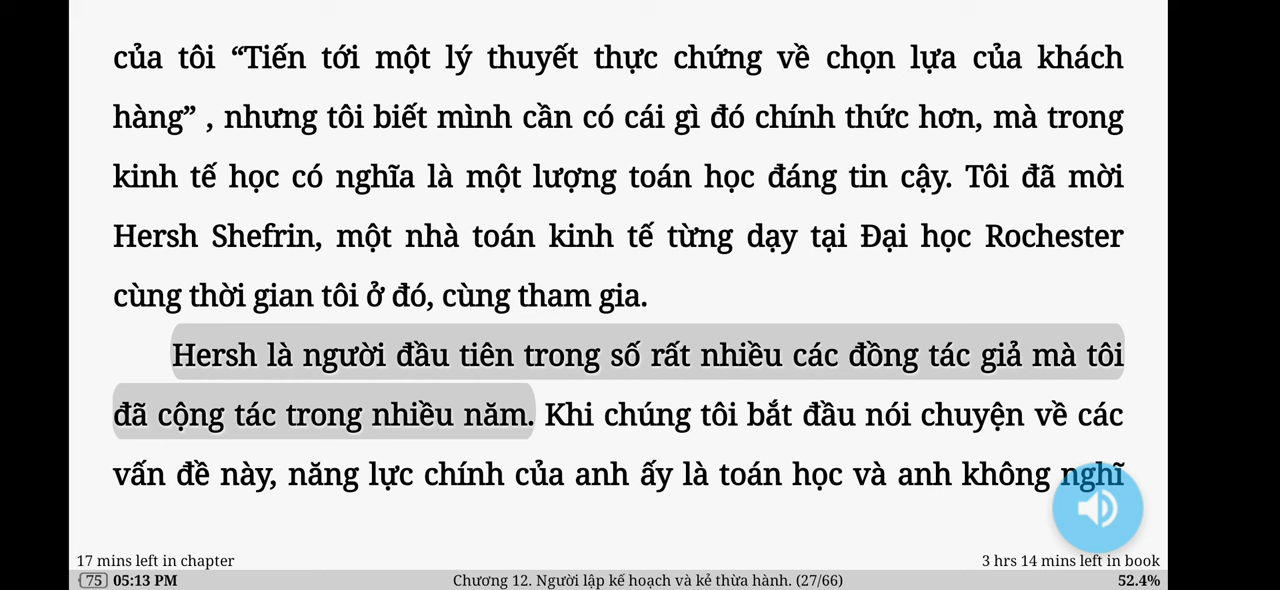 của tôi “Tiến tới một lý thuyết thực chứng về chọn lựa của khách
hàng” , nhưng tôi biết mình cần có cái gì đó chính thức hơn, mà trong
kinh tế học có nghĩa là một lượng toán học đáng tin cậy. Tôi đã mời
Hersh Shefrin, một nhà toán kinh tế từng dạy tại Đại học Rochester
cùng thời gian tôi ở đó, cùng tham gia.
Hersh là người đầu tiên trong số rất nhiều các đồng tác giả mà tôi
đã cộng tác trong nhiều năm. Khi chúng tôi bắt đầu nói chuyện về các
vấn đề này, năng lực chính của anh ấy là toán học và anh không nghĩ
17 mins left in chapter
3 hrs 14 mins left in book
75 05:13 PM
Chương 12. Người lập kế hoạch và kẻ thừa hành. (27/66)
52.4%